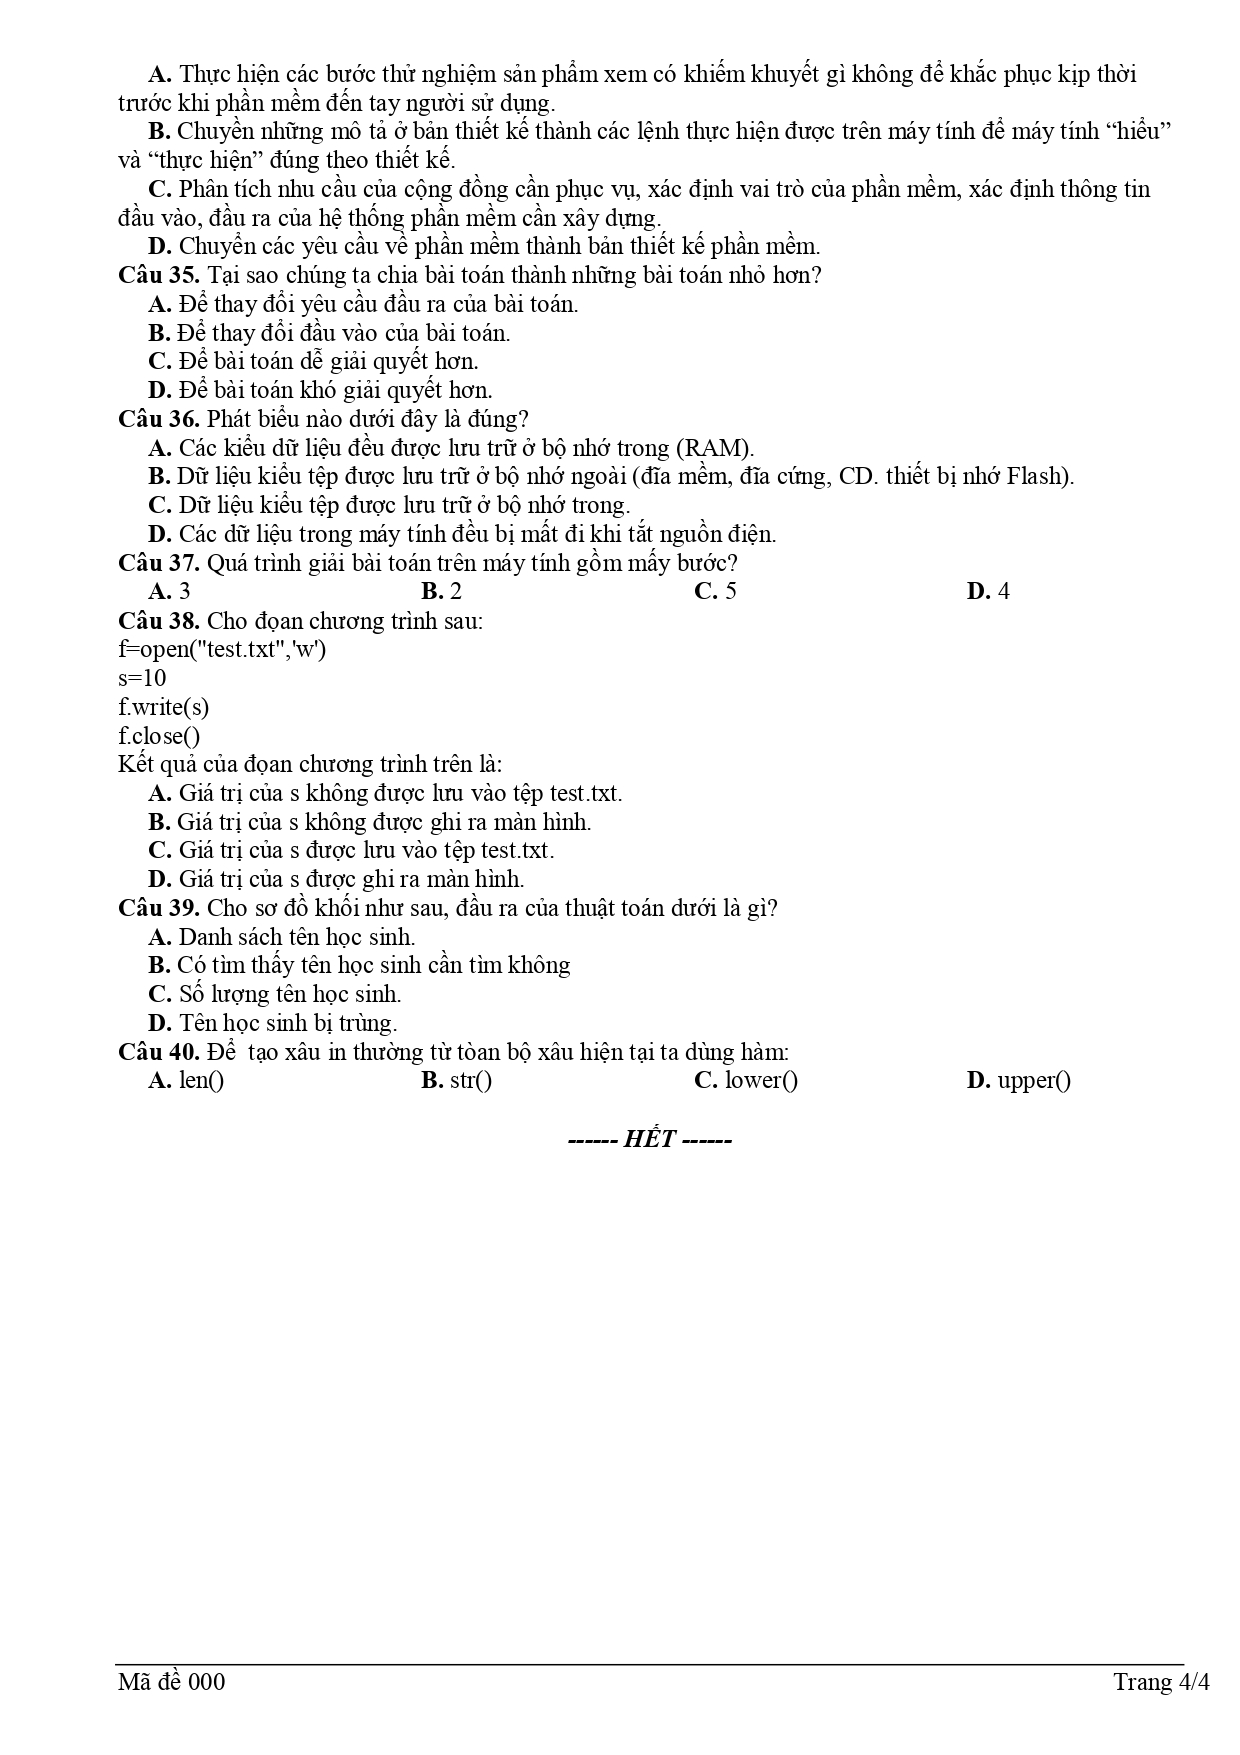 A. Thực hiện các bước thử nghiệm sản phẩm xem có khiếm khuyết gì không để khắc phục kịp thời
trước khi phần mềm đến tay người sử dụng.
B. Chuyền những mô tả ở bản thiết kế thành các lệnh thực hiện được trên máy tính để máy tính “hiểu”
và “thực hiện” đúng theo thiết kế.
C. Phân tích nhu cầu của cộng đồng cần phục vụ, xác định vai trò của phần mềm, xác định thông tin
đầu vào, đầu ra của hệ thống phần mềm cần xây dựng.
D. Chuyển các yêu cầu về phần mềm thành bản thiết kế phần mềm.
Câu 35. Tại sao chúng ta chia bài toán thành những bài toán nhỏ hơn?
A. Để thay đổi yêu cầu đầu ra của bài toán.
B. Để thay đổi đầu vào của bài toán.
C. Để bài toán dễ giải quyết hơn.
D. Để bài toán khó giải quyết hơn.
Câu 36. Phát biểu nào dưới đây là đúng?
A. Các kiểu dữ liệu đều được lưu trữ ở bộ nhớ trong (RAM).
B. Dữ liệu kiểu tệp được lưu trữ ở bộ nhớ ngoài (đĩa mềm, đĩa cứng, CD. thiết bị nhớ Flash).
C. Dữ liệu kiểu tệp được lưu trữ ở bộ nhớ trong.
D. Các dữ liệu trong máy tính đều bị mất đi khi tắt nguồn điện.
Câu 37. Quá trình giải bài toán trên máy tính gồm mấy bước?
A. 3 B. 2 C. 5 D. 4
Câu 38. Cho đọan chương trình sau:
f=open("test.txt",'w')
s=10
f.write(s)
f.close()
Kết quả của đọan chương trình trên là:
A. Giá trị của s không được lưu vào tệp test.txt.
B. Giá trị của s không được ghi ra màn hình.
C. Giá trị của s được lưu vào tệp test.txt.
D. Giá trị của s được ghi ra màn hình.
Câu 39. Cho sơ đồ khối như sau, đầu ra của thuật toán dưới là gì?
A. Danh sách tên học sinh.
B. Có tìm thấy tên học sinh cần tìm không
C. Số lượng tên học sinh.
D. Tên học sinh bị trùng.
Câu 40. Để  tạo xâu in thường từ tòan bộ xâu hiện tại ta dùng hàm:
A. len() B. str() C. lower() D. upper()
------ HẾT ------
Mã đề 000 Trang 4/4